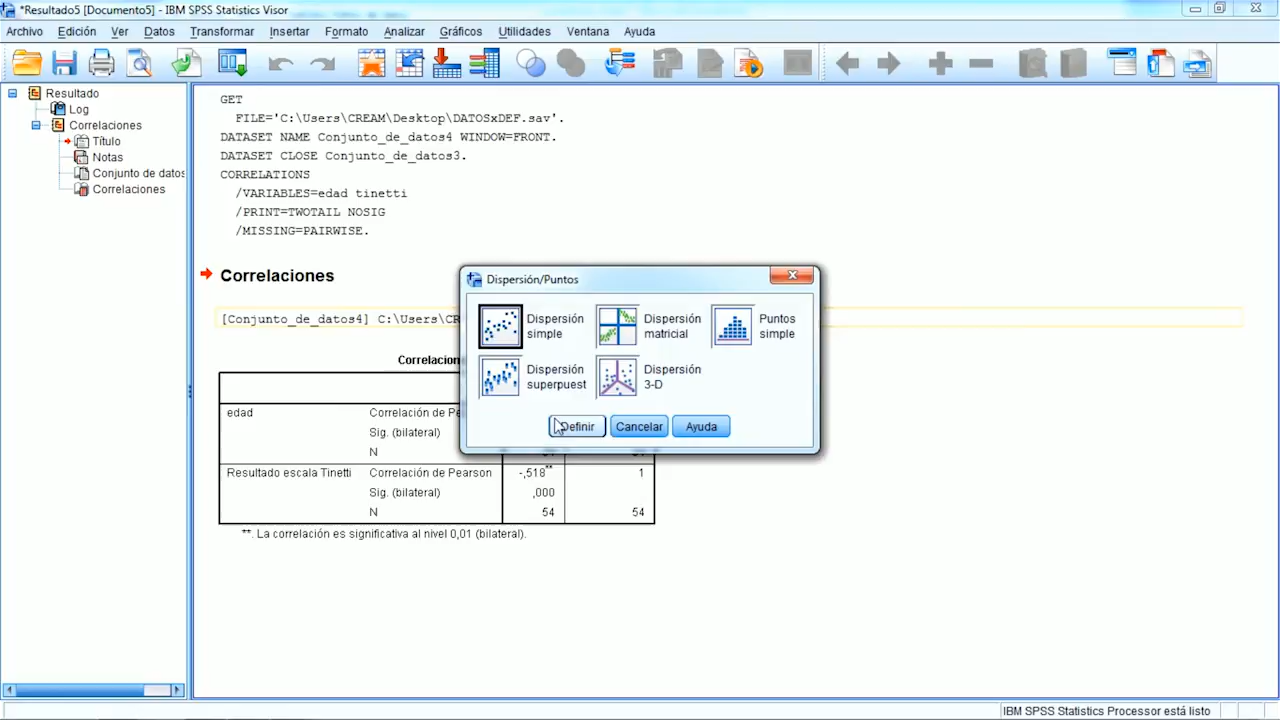 *Resultado5 [Documento5] - IBM SPSS Statistics Visor
Archivo Edición Ver Datos Transformar Insertar Formato Analizar Gráficos Utilidades Ventana Ayuda
Resultado
Log
Correlaciones
Título
Notas
Conjunto de datos
Correlaciones
GET
FILE='C:\Users\CREAM\Desktop\DATOSxDEF.sav'.
DATASET NAME Conjunto_de_datos4 WINDOW=FRONT.
DATASET CLOSE Conjunto_de_datos3.
CORRELATIONS
/VARIABLES=edad tinetti
/PRINT=TWOTAIL NOSIG
/MISSING=PAIRWISE.
Correlaciones
[Conjunto_de_datos4] C:\Users\CR
Correlacion
edad Correlación de Pe
Sig. (bilateral)
N
Resultado escala Tinetti Correlación de Pearson -,518** 1
Sig. (bilateral) ,000
N 54 54
**. La correlación es significativa al nivel 0,01 (bilateral).
Dispersión/Puntos
Dispersión simple
Dispersión matricial
Puntos simple
Dispersión superpuest
Dispersión 3-D
Definir Cancelar Ayuda
IBM SPSS Statistics Processor está listo